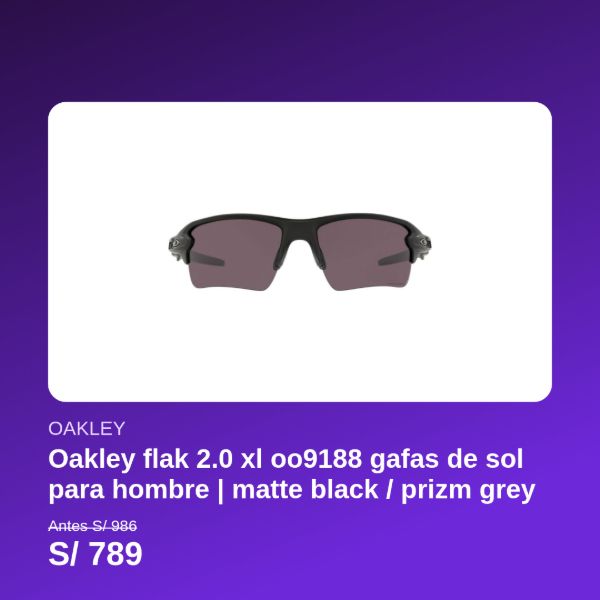 OAKLEY
Oakley flak 2.0 xl oo9188 gafas de sol
para hombre | matte black / prizm grey
Antes S/ 986
S/ 789